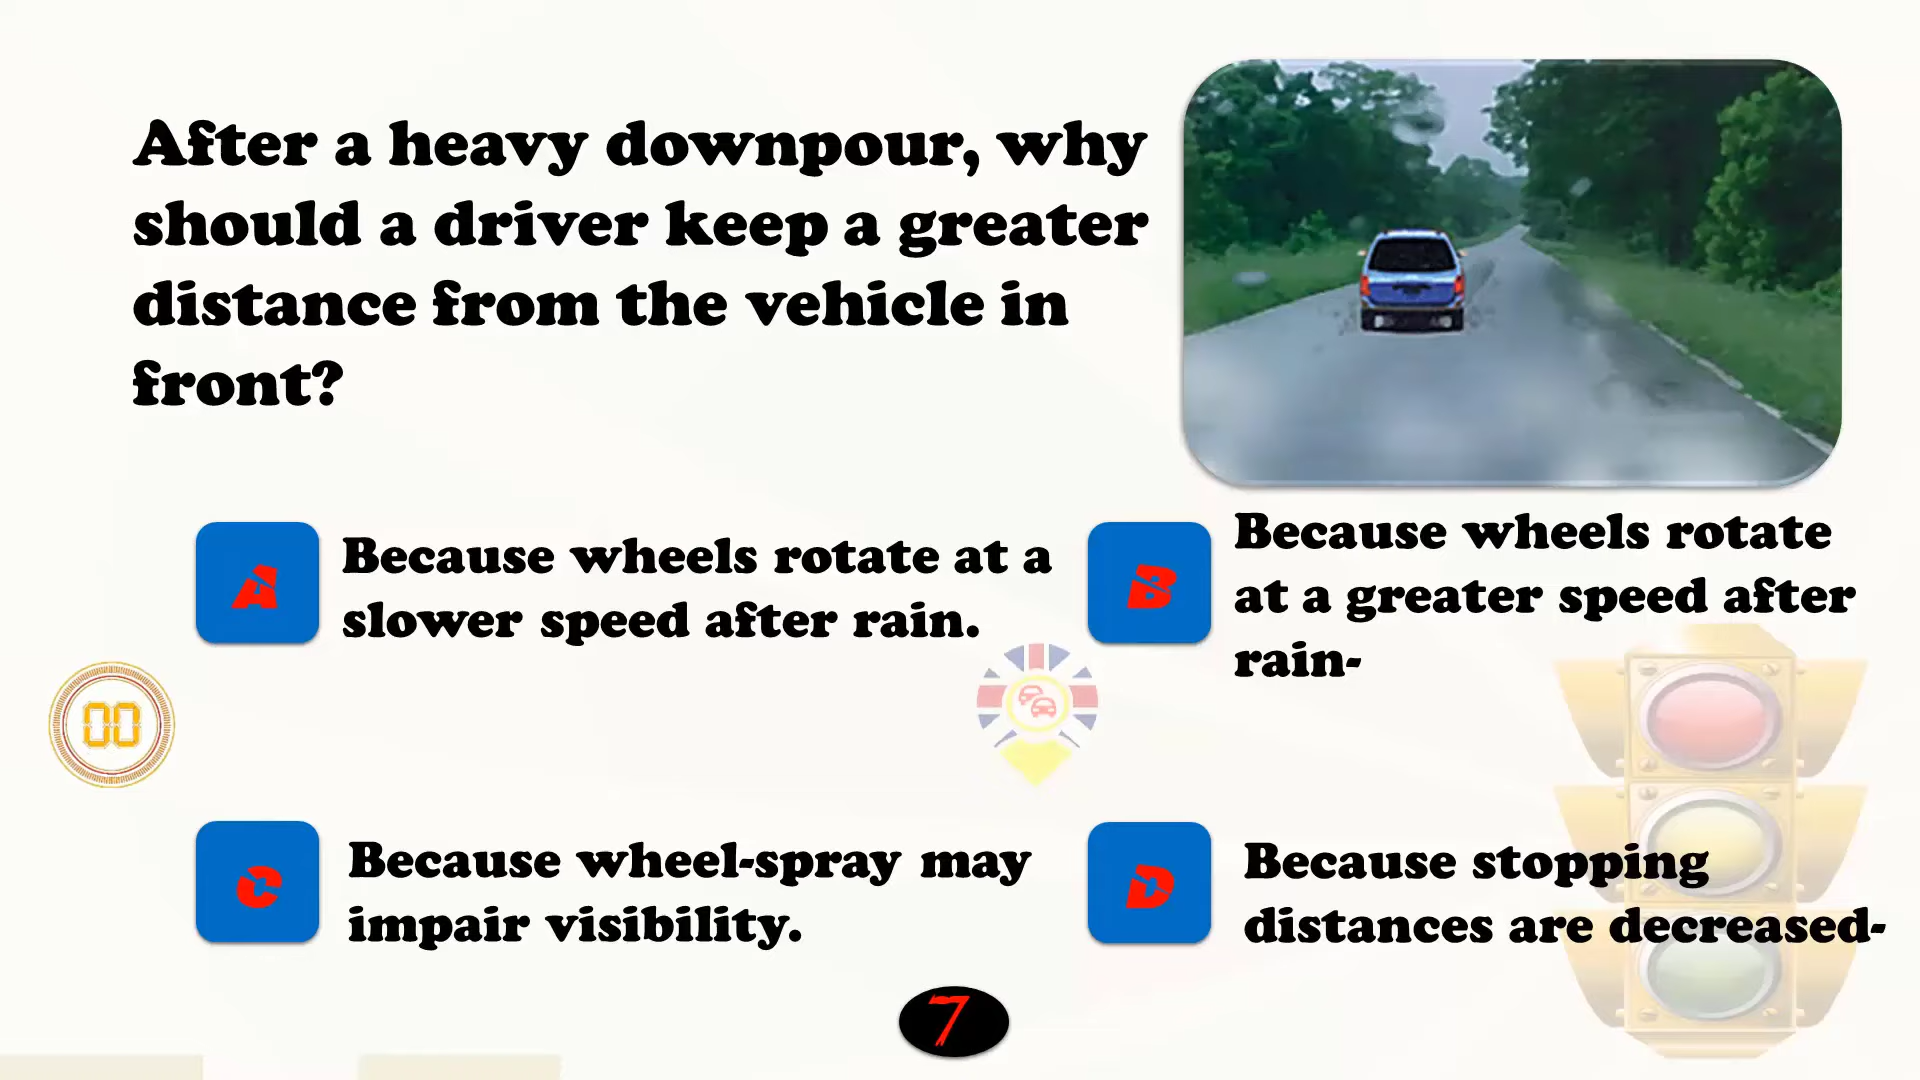 After a heavy downpour, why
should a driver keep a greater
distance from the vehicle in
front?
A
Because wheels rotate at a
slower speed after rain.
B
Because wheels rotate
at a greater speed after
rain-
00
C
Because wheel-spray may
impair visibility.
D
Because stopping
distances are decreased-
7